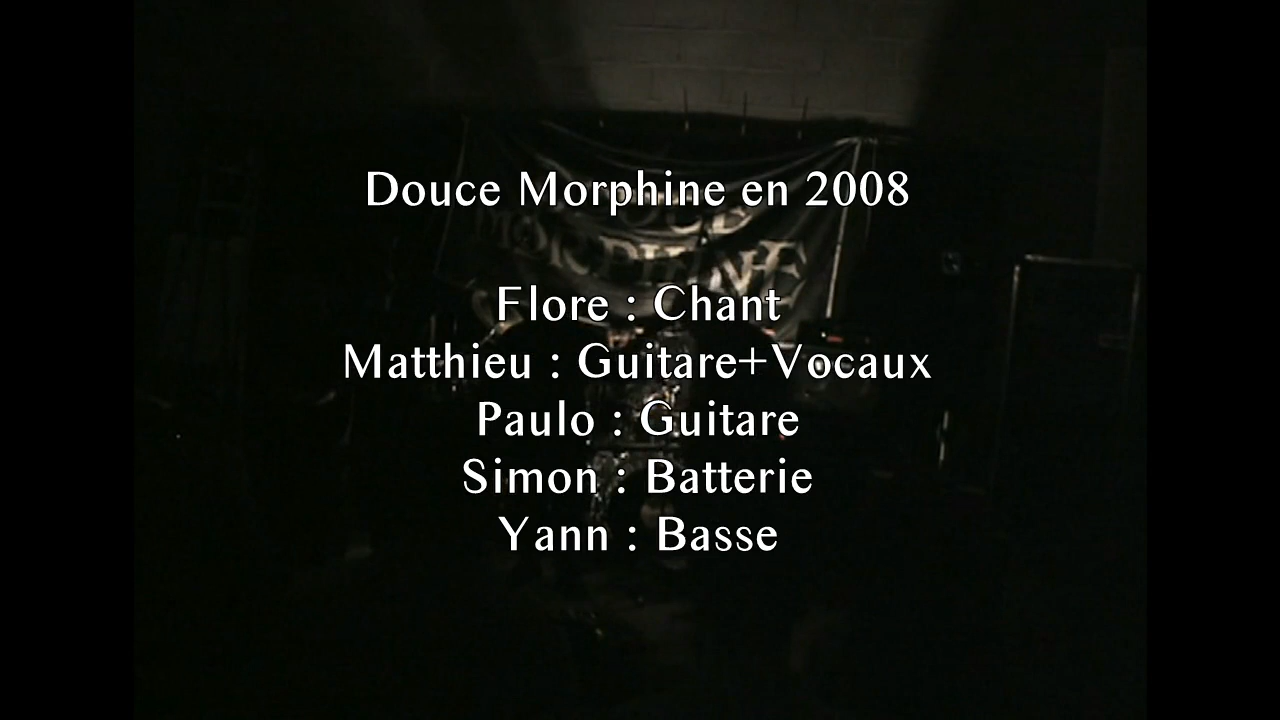 Douce Morphine en 2008
Flore : Chant
Matthieu : Guitare+Vocaux
Paulo : Guitare
Simon : Batterie
Yann : Basse